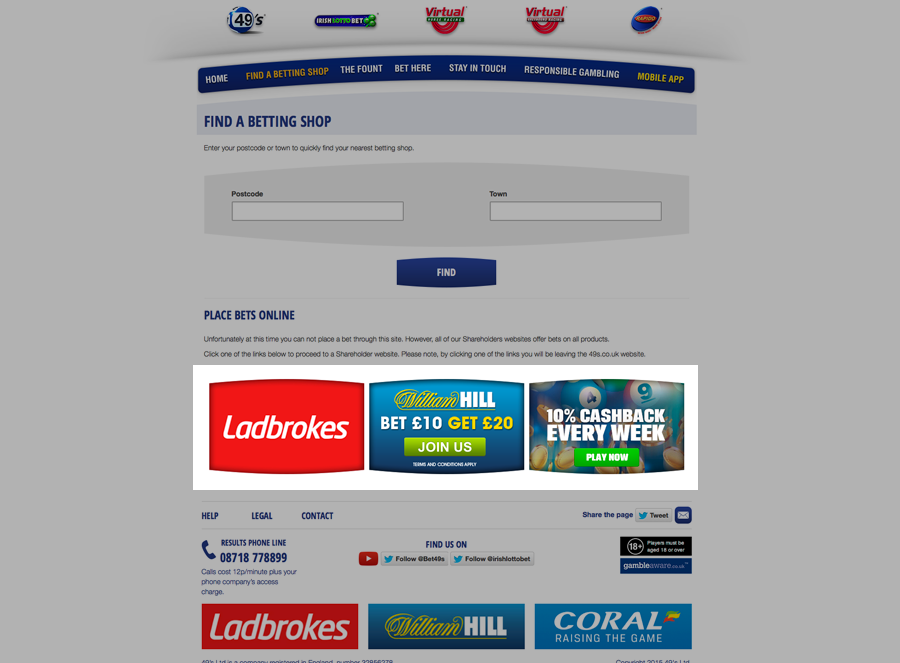 49's
IRISH LOTTO BET
Virtual
HORSE RACING
Virtual
GREYHOUND RACING
RAPIDO
HOME
FIND A BETTING SHOP
THE FOUNT
BET HERE
STAY IN TOUCH
RESPONSIBLE GAMBLING
MOBILE APP
FIND A BETTING SHOP
Enter your postcode or town to quickly find your nearest betting shop.
Postcode
Town
FIND
PLACE BETS ONLINE
Unfortunately at this time you can not place a bet through this site. However, all of our Shareholders websites offer bets on all products.
Click one of the links below to proceed to a Shareholder website. Please note, by clicking one of the links you will be leaving the 49s.co.uk website.
Ladbrokes
William HILL
BET £10 GET £20
JOIN US
TERMS AND CONDITIONS APPLY
9
10% CASHBACK
EVERY WEEK
PLAY NOW
HELP
LEGAL
CONTACT
Share the page
Tweet
RESULTS PHONE LINE
08718 778899
Calls cost 12p/minute plus your
phone company's access
charge.
FIND US ON
Follow @Bet49s
Follow @irishlottobet
18+
Players must be
aged 18 or over
gambleaware.co.uk
Ladbrokes
William HILL
CORAL
RAISING THE GAME
49's Ltd is a company registered in England, number 32856278
Copyright 2015 49's Ltd